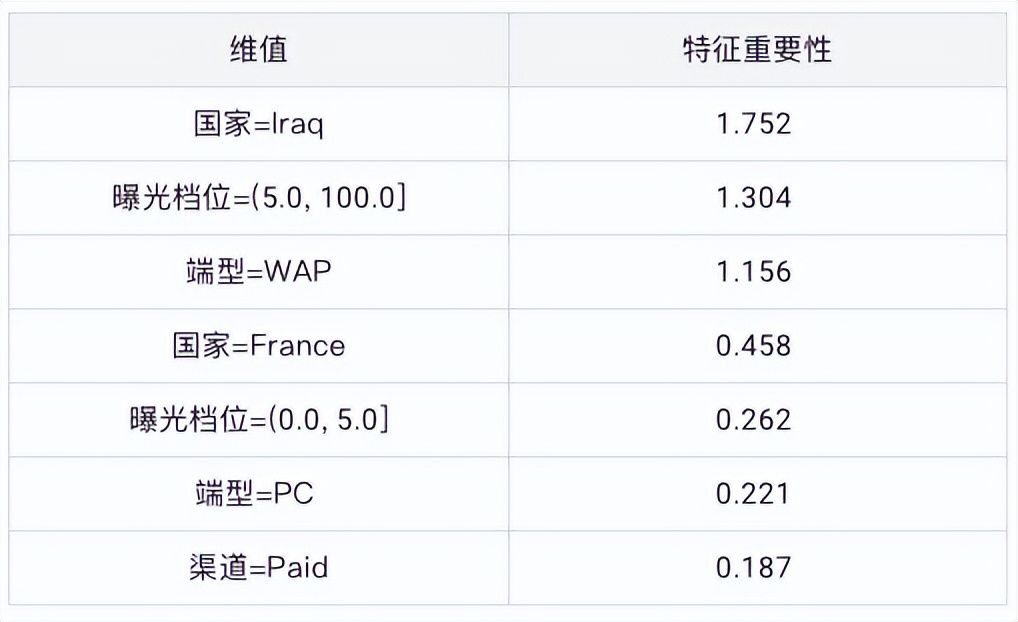 维值 特征重要性
国家=Iraq 1.752
曝光档位=(5.0, 100.0] 1.304
端型=WAP 1.156
国家=France 0.458
曝光档位=(0.0, 5.0] 0.262
端型=PC 0.221
渠道=Paid 0.187